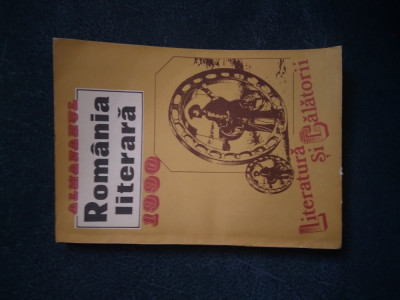 ALMANAHUL
România
literară
1990
Literatură
și Călătorii